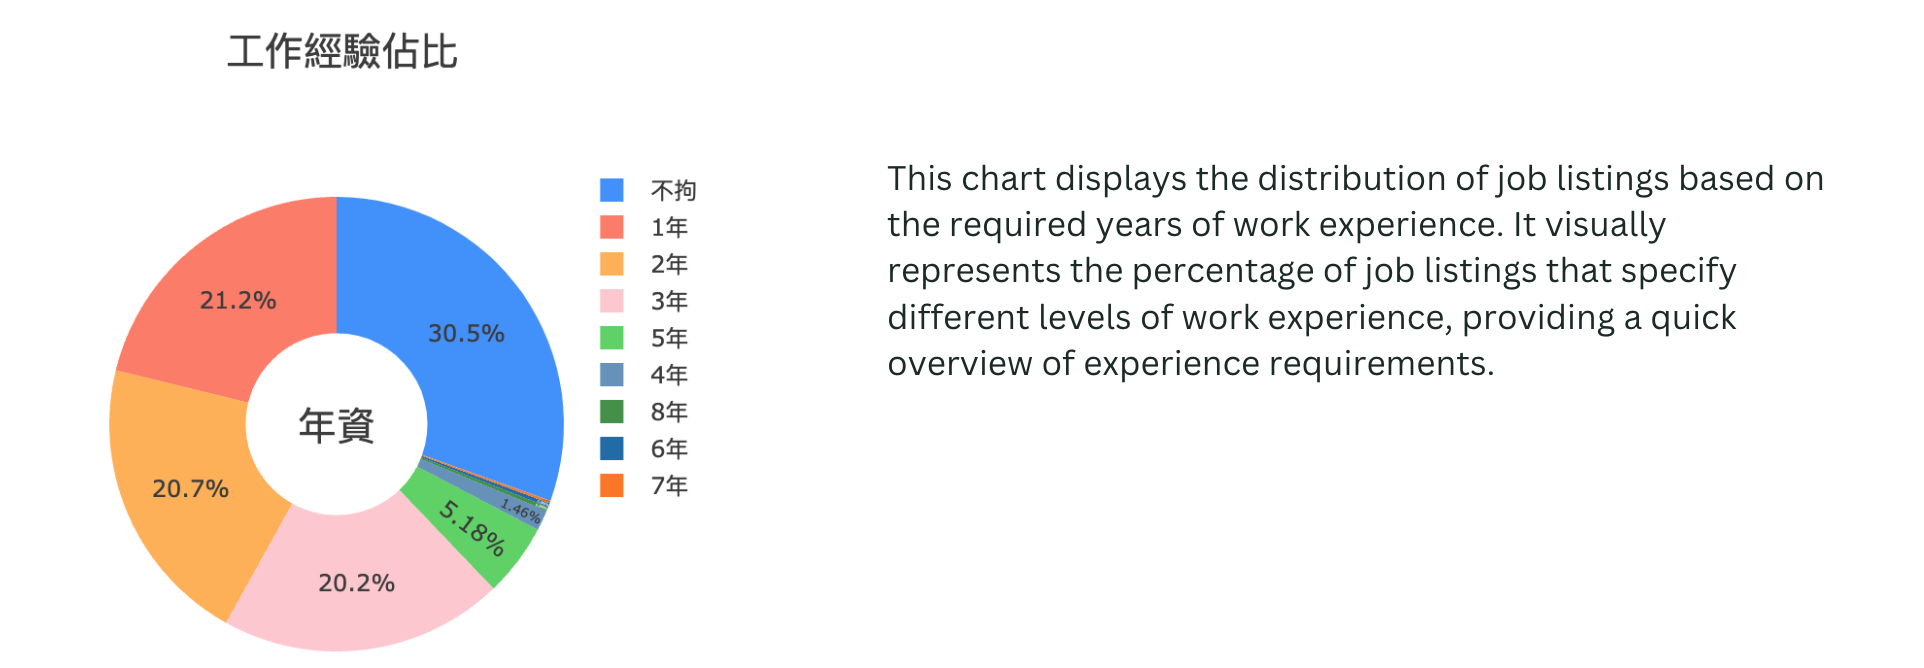 工作經驗佔比
不拘
1年
2年
3年
5年
4年
8年
6年
7年
21.2%
30.5%
年資
20.7%
1.46%
5.18%
20.2%
This chart displays the distribution of job listings based on
the required years of work experience. It visually
represents the percentage of job listings that specify
different levels of work experience, providing a quick
overview of experience requirements.